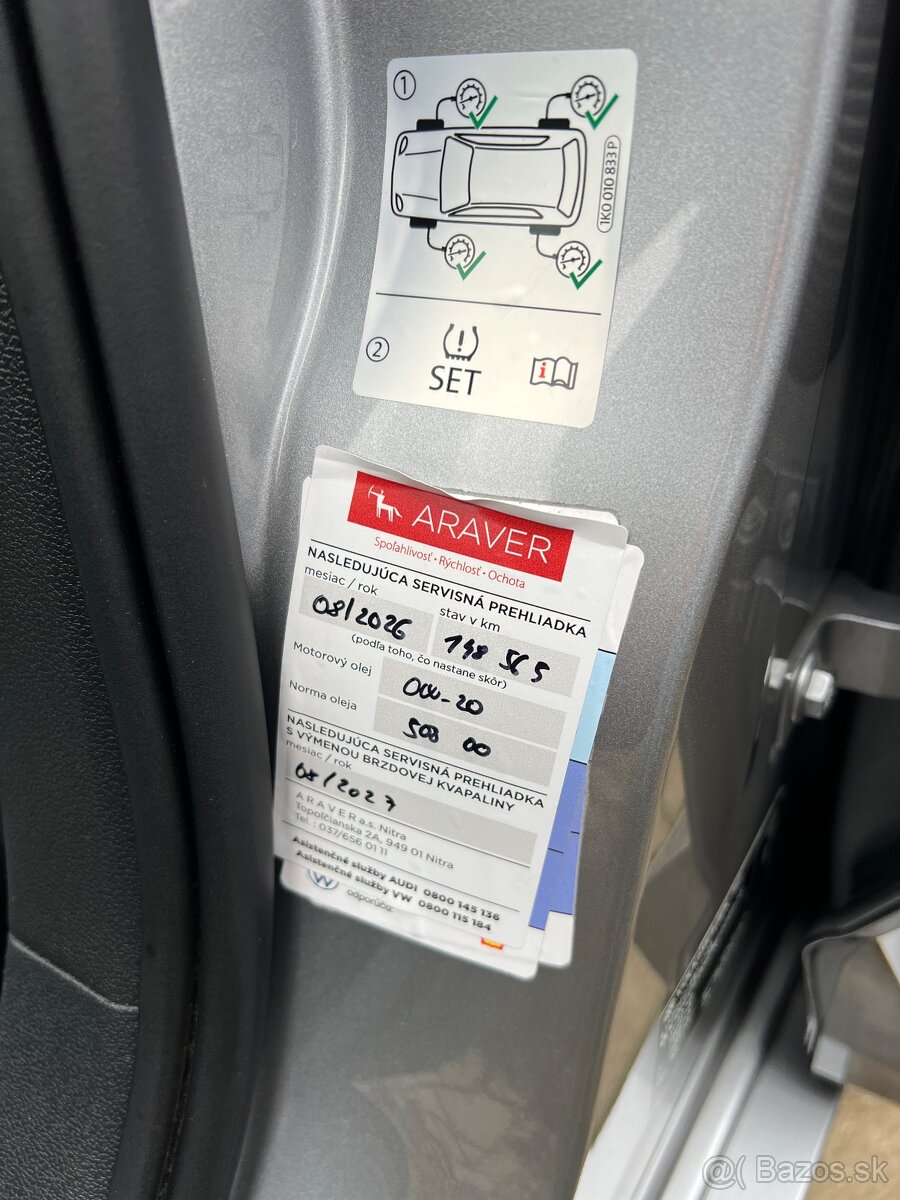 1
1K0 010 833 P
2
SET
i
ARAVER
Spoľahlivosť • Rýchlosť • Ochota
NASLEDUJÚCA SERVISNÁ PREHLIADKA
mesiac / rok stav v km
08/2026 148 565
(podľa toho, čo nastane skôr)
Motorový olej 0W-20
Norma oleja 508 00
NASLEDUJÚCA SERVISNÁ PREHLIADKA
S VÝMENOU BRZDOVEJ KVAPALINY
mesiac / rok
08/2027
ARAVER a.s. Nitra
Topoľčianska 2A, 949 01 Nitra
Tel. : 037/656 01 11
Asistenčné služby AUDI 0800 145 136
Asistenčné služby VW 0800 115 184
odporúča:
@( Bazos.sk